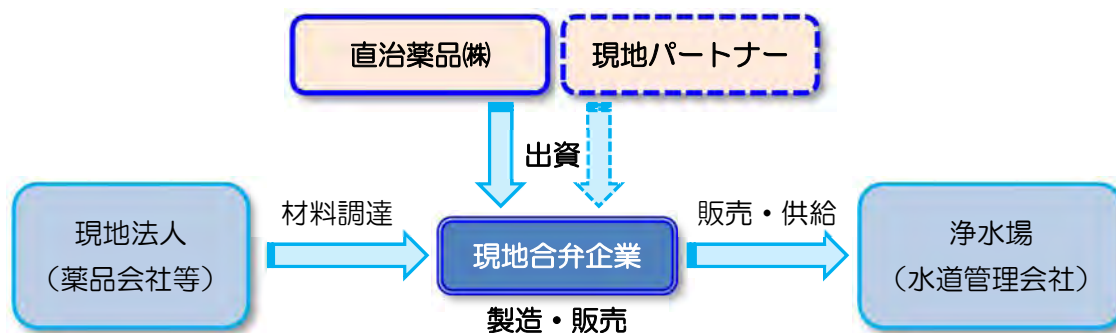 直治薬品㈱
現地パートナー
出資
現地法人
（薬品会社等）
材料調達
現地合弁企業
製造・販売
販売・供給
浄水場
（水道管理会社）